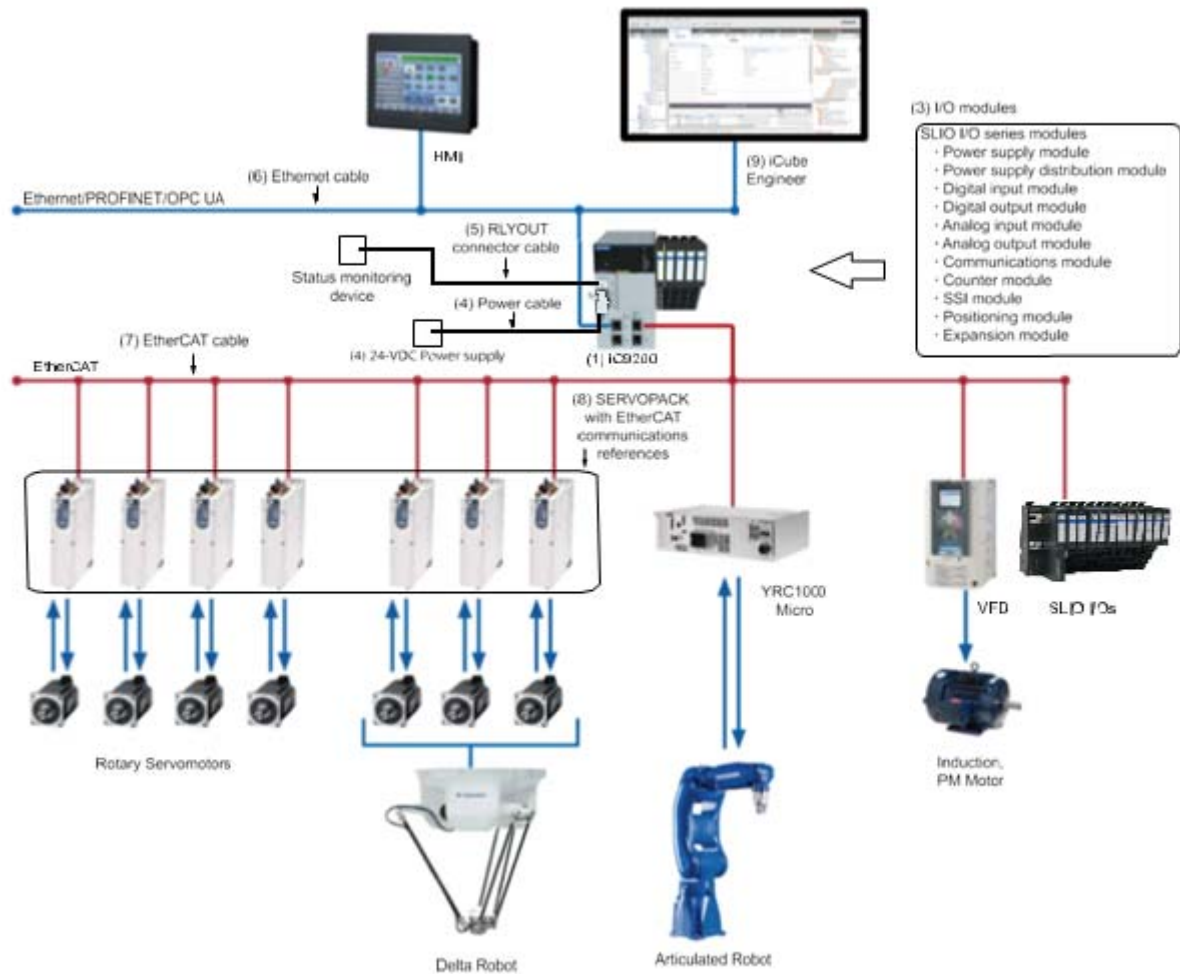 (3) I/O modules
SLIO I/O series modules
· Power supply module
· Power supply distribution module
· Digital input module
· Digital output module
· Analog input module
· Analog output module
· Communications module
· Counter module
· SSI module
· Positioning module
· Expansion module
HMI
(9) iCube
Engineer
(6) Ethernet cable
Ethernet/PROFINET/OPC UA
(5) RLYOUT
connector cable
Status monitoring
device
(4) Power cable
(4) 24-VDC Power supply
(1) iC9200
(7) EtherCAT cable
EtherCAT
(8) SERVOPACK
with EtherCAT
communications
references
YRC1000
Micro
VFD
SLIO I/Os
Rotary Servomotors
Induction,
PM Motor
Delta Robot
Articulated Robot